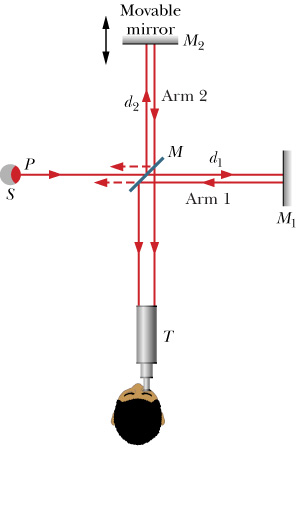 Movable
mirror
M₂
d₂
Arm 2
M
P
d₁
S
Arm 1
M₁
T